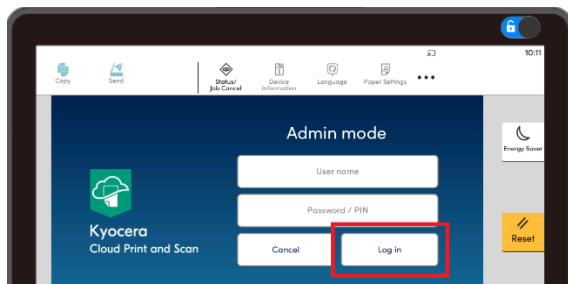 10:11
Copy
Send
Status/
Job Cancel
Device
Information
Language
Paper Settings
Admin mode
User name
Energy Saver
Password / PIN
Kyocera
Cloud Print and Scan
Cancel
Log in
Reset